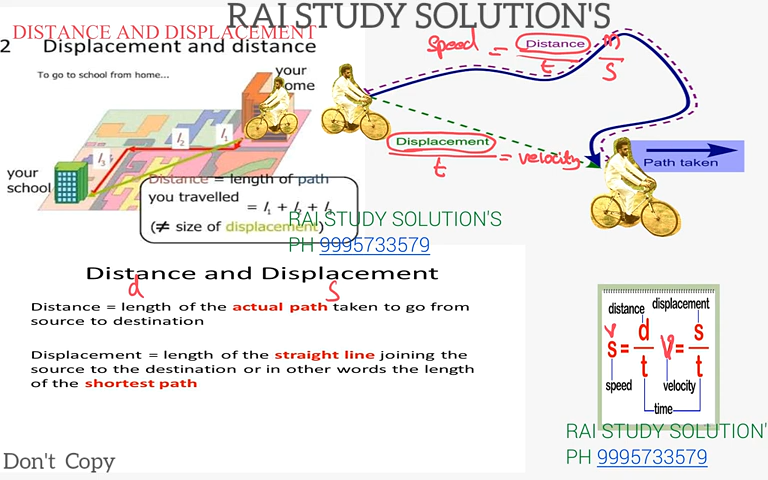 RAI STUDY SOLUTION'S
DISTANCE AND DISPLACEMENT
2 Displacement and distance
To go to school from home...
your
home
l₁
l₂
l₃
your
school
Distance = length of path
you travelled
= l₁ + l₂ + l₃
(≠ size of displacement)
speed = Distance / t m/s
Displacement / t = velocity
Path taken
RAI STUDY SOLUTION'S
PH 9995733579
Distance and Displacement
d s
Distance = length of the actual path taken to go from
source to destination
Displacement = length of the straight line joining the
source to the destination or in other words the length
of the shortest path
distance displacement
v
s = d / t V = s / t
speed velocity
time
RAI STUDY SOLUTION'
PH 9995733579
Don't Copy